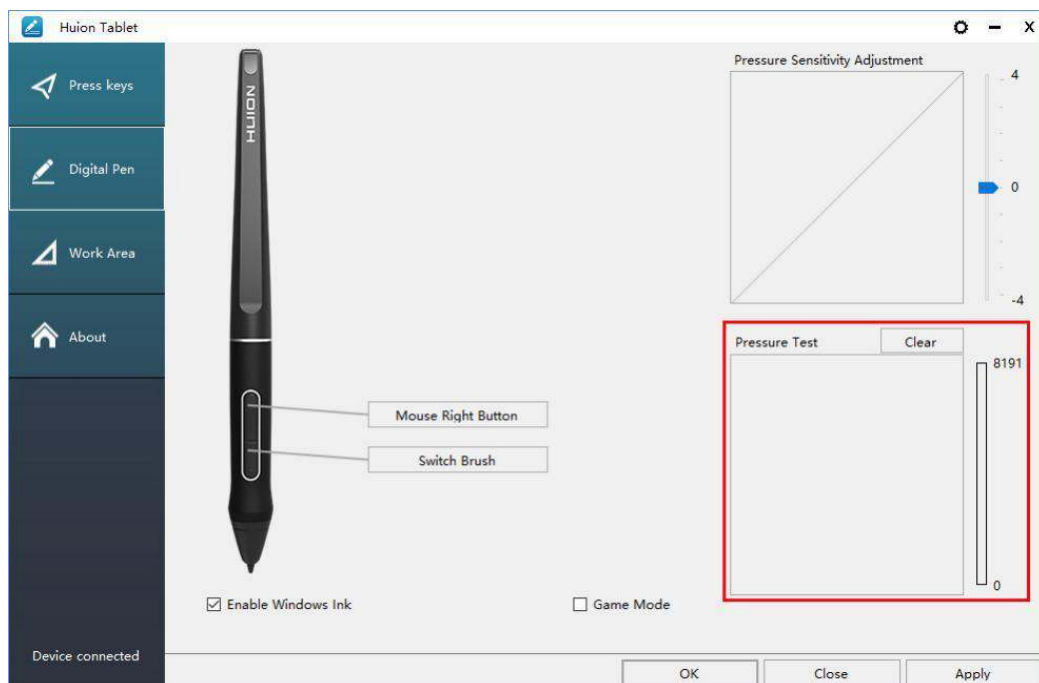 Huion Tablet
Press keys
Digital Pen
Work Area
About
Device connected
HUION
Mouse Right Button
Switch Brush
Enable Windows Ink
Game Mode
Pressure Sensitivity Adjustment
4
0
-4
Pressure Test
Clear
8191
0
OK
Close
Apply